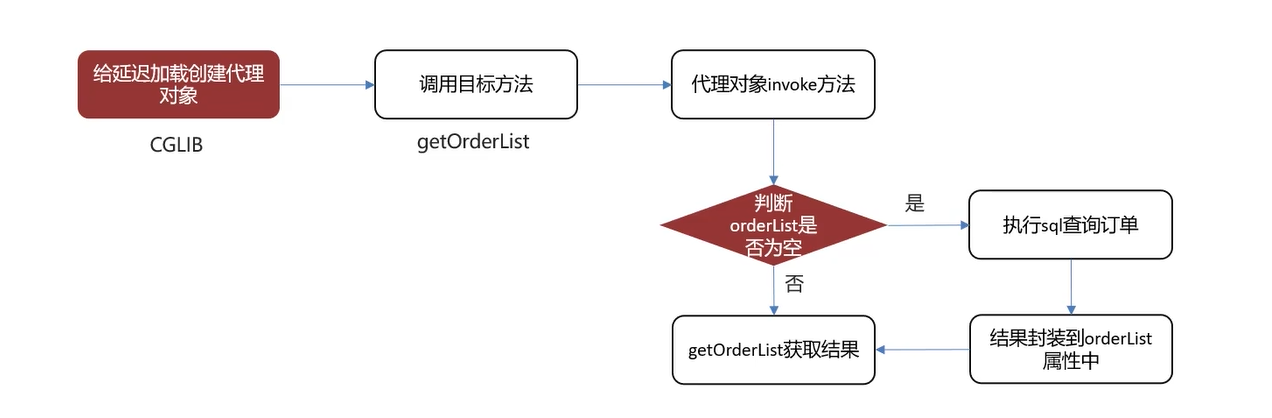 给延迟加载创建代理
对象
CGLIB
调用目标方法
getOrderList
代理对象invoke方法
判断
orderList是
否为空
是
否
执行sql查询订单
结果封装到orderList
属性中
getOrderList获取结果